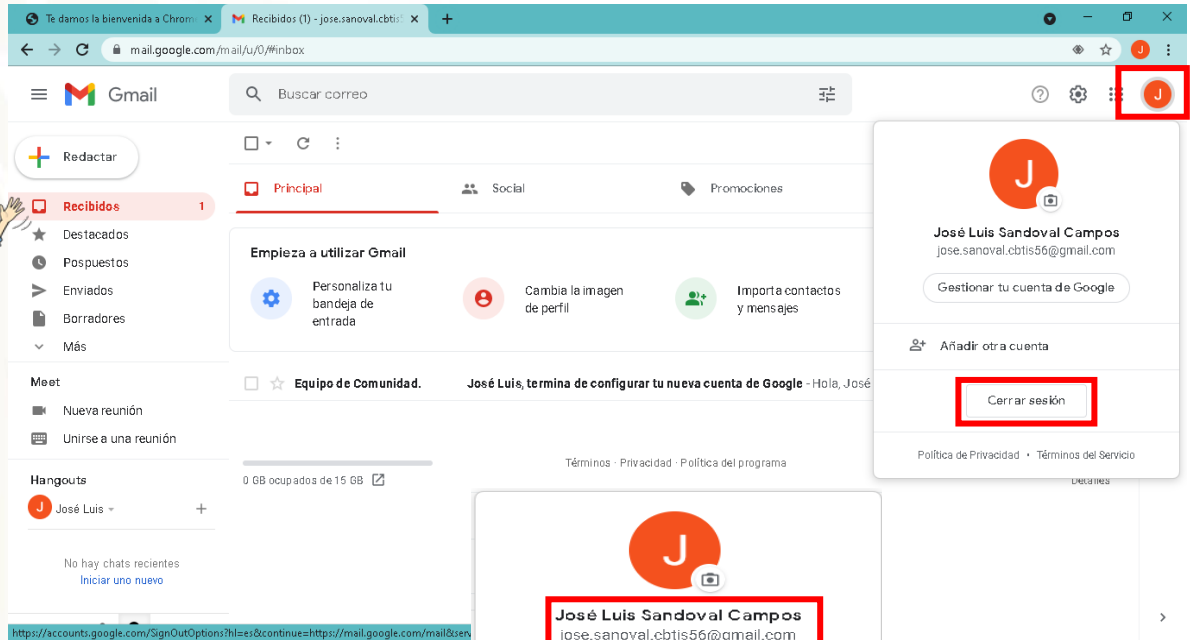 Te damos la bienvenida a Chrom
Recibidos (1) - jose.sanoval.cbtis5
mail.google.com/mail/u/0/#inbox
J
Gmail
Buscar correo
J
Redactar
Recibidos 1
Destacados
Pospuestos
Enviados
Borradores
Más
Meet
Nueva reunión
Unirse a una reunión
Hangouts
J
José Luis
No hay chats recientes
Iniciar uno nuevo
Principal
Social
Promociones
Empieza a utilizar Gmail
Personaliza tu
bandeja de
entrada
Cambia la imagen
de perfil
Importa contactos
y mensajes
Equipo de Comunidad. José Luis, termina de configurar tu nueva cuenta de Google - Hola, José
0 GB ocupados de 15 GB
Términos · Privacidad · Política del programa
Detalles
J
José Luis Sandoval Campos
jose.sanoval.cbtis56@gmail.com
Gestionar tu cuenta de Google
Añadir otra cuenta
Cerrar sesión
Política de Privacidad • Términos del Servicio
J
José Luis Sandoval Campos
jose.sanoval.cbtis56@gmail.com
https://accounts.google.com/SignOutOptions?hl=es&continue=https://mail.google.com/mail&serv